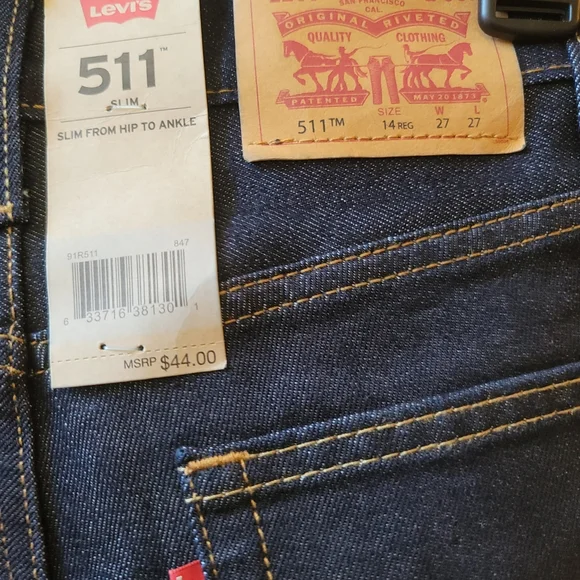 Levi's
511™
SLIM
SLIM FROM HIP TO ANKLE
91R511 847
6 33716 38130 1
MSRP $44.00
SAN FRANCISCO
CAL.
ORIGINAL RIVETED
QUALITY CLOTHING
PATENTED MAY 20 1873
SIZE W L
511™ 14 REG 27 27